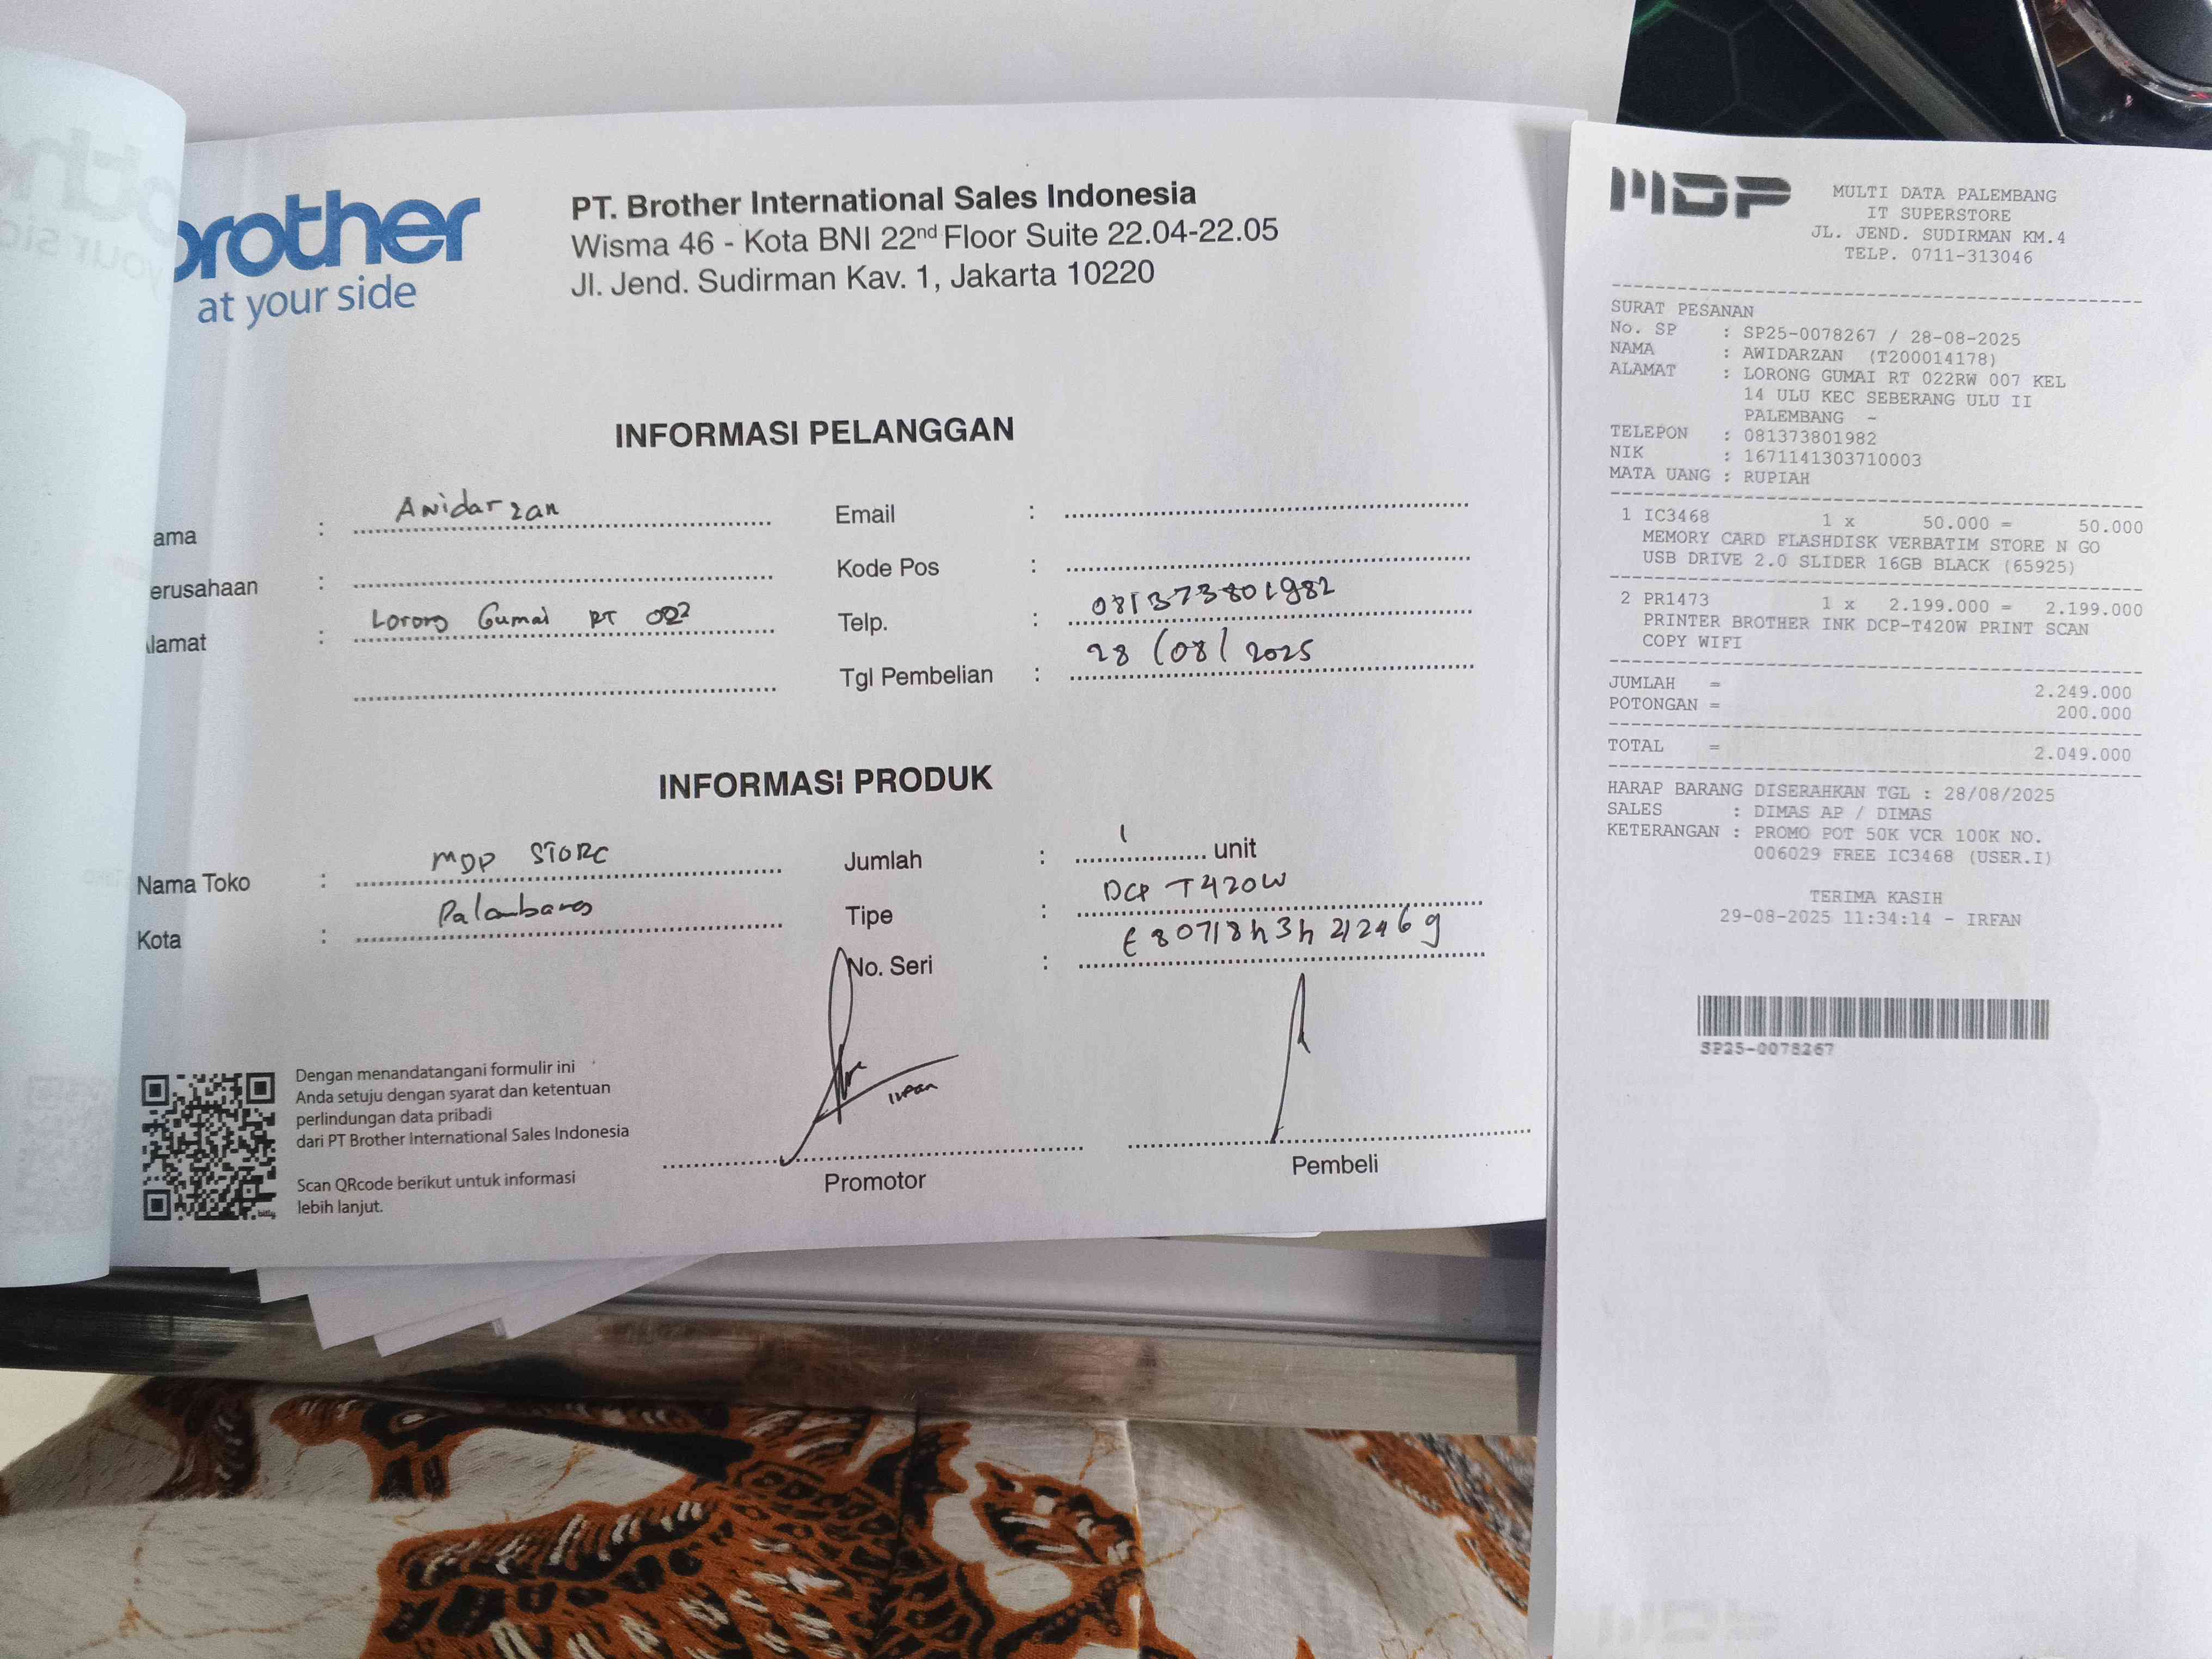 brother
at your side
PT. Brother International Sales Indonesia
Wisma 46 - Kota BNI 22nd Floor Suite 22.04-22.05
Jl. Jend. Sudirman Kav. 1, Jakarta 10220
INFORMASI PELANGGAN
ama : Awidarzan
erusahaan :
lamat : Lorong Gumai RT 022
Email :
Kode Pos :
Telp. : 081373801982
Tgl Pembelian : 28/08/2025
INFORMASI PRODUK
Nama Toko : MDP STORE
Kota : Palembang
Jumlah : 1 unit
Tipe : DCP T420W
No. Seri :
Dengan menandatangani formulir ini
Anda setuju dengan syarat dan ketentuan
perlindungan data pribadi
dari PT Brother International Sales Indonesia
Scan QRcode berikut untuk informasi
lebih lanjut.
bitly
IRFAN
Promotor
Pembeli
MDP
MULTI DATA PALEMBANG
IT SUPERSTORE
JL. JEND. SUDIRMAN KM.4
TELP. 0711-313046
SURAT PESANAN
No. SP : SP25-0078267 / 28-08-2025
NAMA : AWIDARZAN (T200014178)
ALAMAT : LORONG GUMAI RT 022RW 007 KEL
14 ULU KEC SEBERANG ULU II
PALEMBANG -
TELEPON : 081373801982
NIK : 1671141303710003
MATA UANG : RUPIAH
1 IC3468 1 x 50.000 = 50.000
MEMORY CARD FLASHDISK VERBATIM STORE N GO
USB DRIVE 2.0 SLIDER 16GB BLACK (65925)
2 PR1473 1 x 2.199.000 = 2.199.000
PRINTER BROTHER INK DCP-T420W PRINT SCAN
COPY WIFI
JUMLAH = 2.249.000
POTONGAN = 200.000
TOTAL = 2.049.000
HARAP BARANG DISERAHKAN TGL : 28/08/2025
SALES : DIMAS AP / DIMAS
KETERANGAN : PROMO POT 50K VCR 100K NO.
006029 FREE IC3468 (USER.I)
TERIMA KASIH
29-08-2025 11:34:14 - IRFAN
SP25-0078267